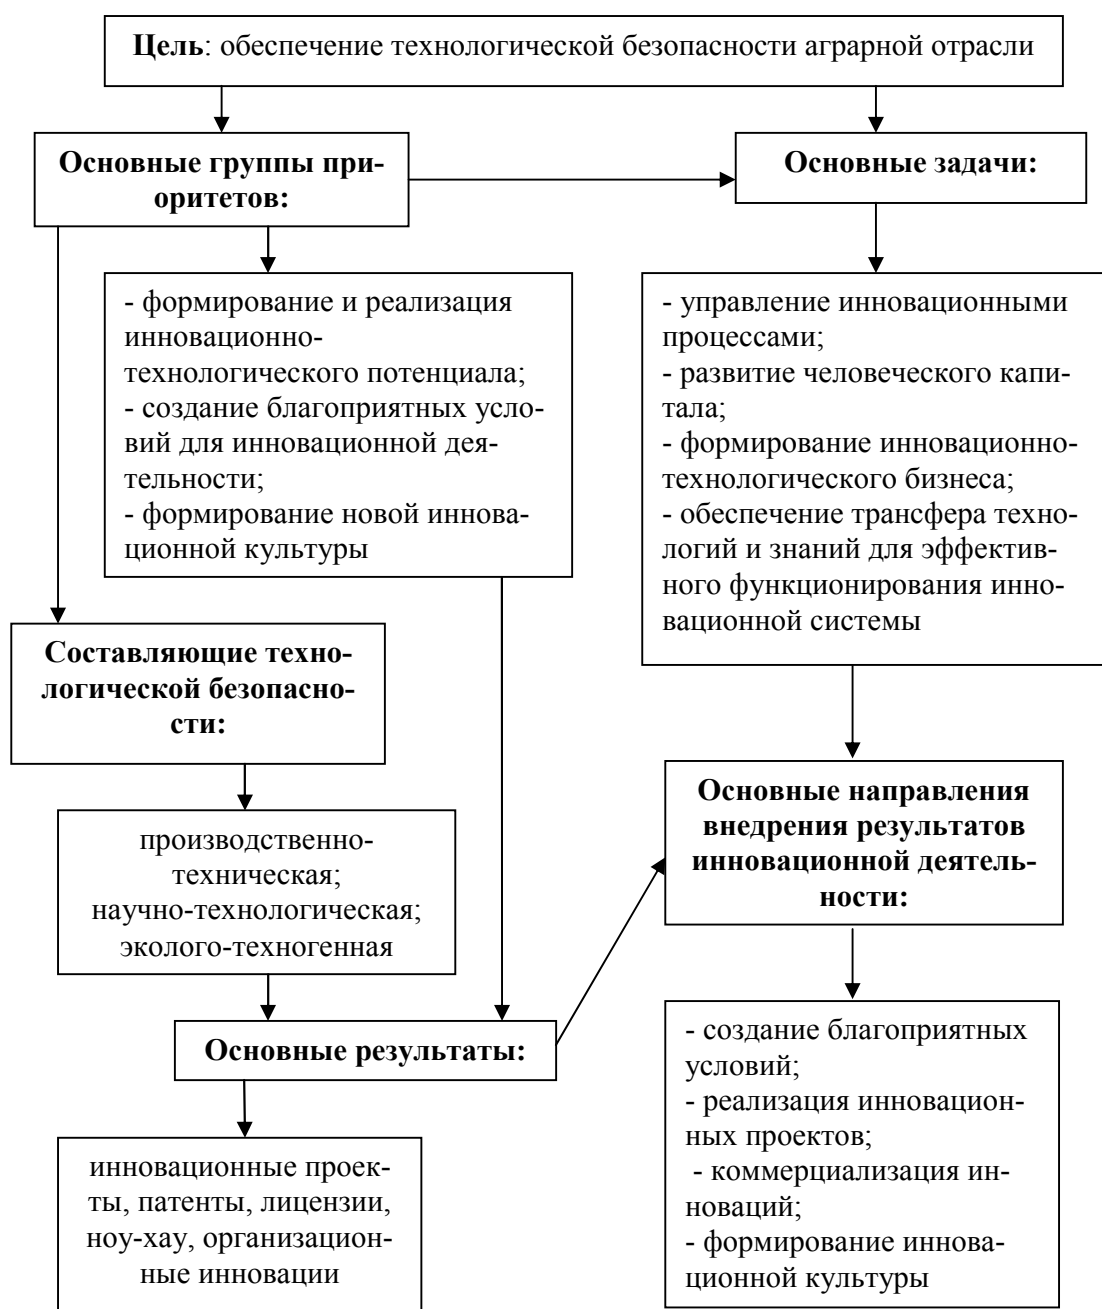 Цель: обеспечение технологической безопасности аграрной отрасли
Основные группы при-
оритетов:
Основные задачи:
- формирование и реализация
инновационно-
технологического потенциала;
- создание благоприятных усло-
вий для инновационной дея-
тельности;
- формирование новой иннова-
ционной культуры
- управление инновационными
процессами;
- развитие человеческого капи-
тала;
- формирование инновационно-
технологического бизнеса;
- обеспечение трансфера техно-
логий и знаний для эффектив-
ного функционирования инно-
вационной системы
Составляющие техно-
логической безопасно-
сти:
производственно-
техническая;
научно-технологическая;
эколого-техногенная
Основные направления
внедрения результатов
инновационной деятель-
ности:
Основные результаты:
инновационные проек-
ты, патенты, лицензии,
ноу-хау, организацион-
ные инновации
- создание благоприятных
условий;
- реализация инновацион-
ных проектов;
- коммерциализация ин-
новаций;
- формирование иннова-
ционной культуры